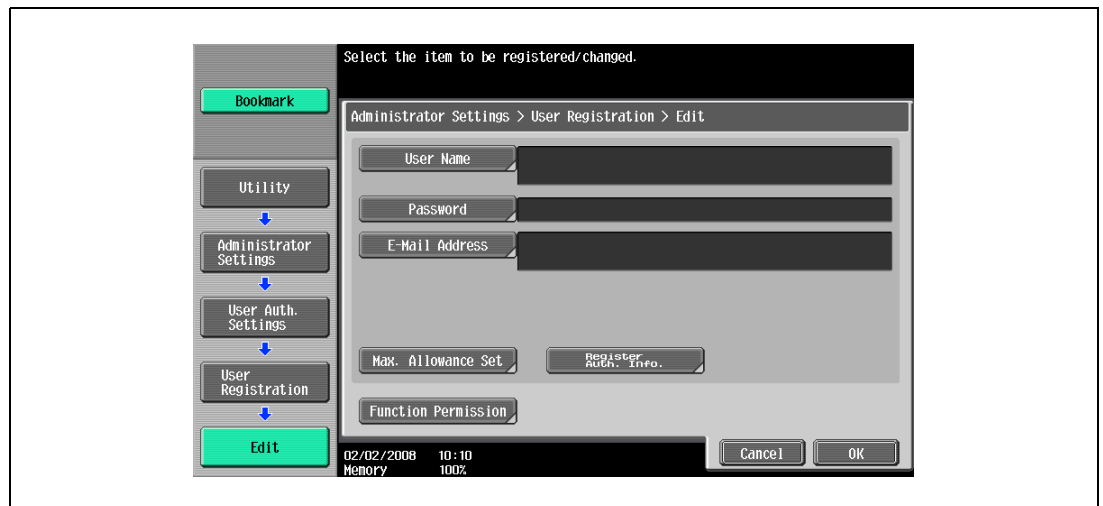 Select the item to be registered/changed.
Bookmark
Administrator Settings > User Registration > Edit
User Name
Utility
Password
Administrator
Settings
E-Mail Address
User Auth.
Settings
Max. Allowance Set
Register
Auth. Info.
User
Registration
Function Permission
Edit
02/02/2008 10:10
Memory 100%
Cancel
OK